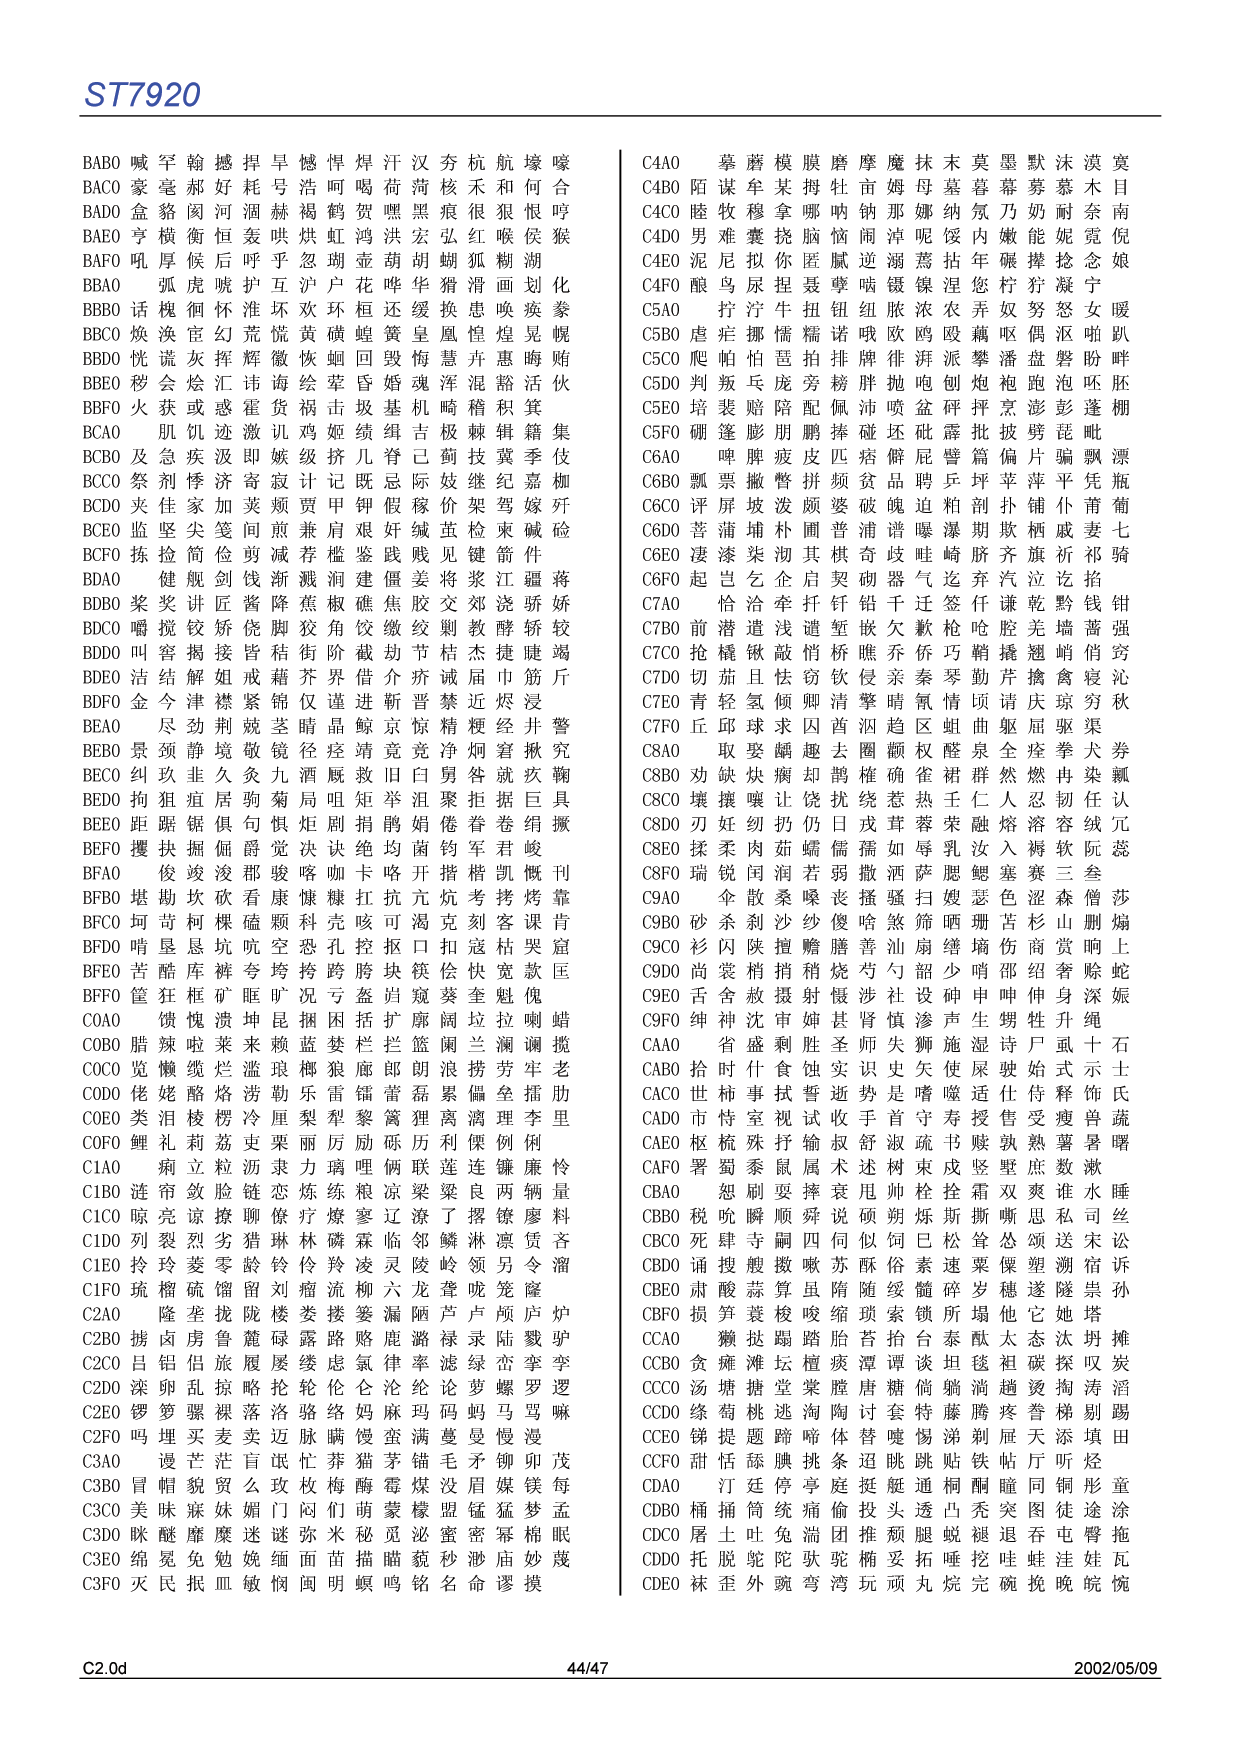 ST7920
BAB0 喊 罕 翰 撼 捍 旱 憾 悍 焊 汗 汉 夯 杭 航 壕 嚎
BAC0 豪 毫 郝 好 耗 号 浩 呵 喝 荷 菏 核 禾 和 何 合
BAD0 盒 貉 阂 河 涸 赫 褐 鹤 贺 嘿 黑 痕 很 狠 恨 哼
BAE0 亨 横 衡 恒 轰 哄 烘 虹 鸿 洪 宏 弘 红 喉 侯 猴
BAF0 吼 厚 候 后 呼 乎 忽 瑚 壶 葫 胡 蝴 狐 糊 湖
BBA0 弧 虎 唬 护 互 沪 户 花 哗 华 猾 滑 画 划 化
BBB0 话 槐 徊 怀 淮 坏 欢 环 桓 还 缓 换 患 唤 痪 豢
BBC0 焕 涣 宦 幻 荒 慌 黄 磺 蝗 簧 皇 凰 惶 煌 晃 幌
BBD0 恍 谎 灰 挥 辉 徽 恢 蛔 回 毁 悔 慧 卉 惠 晦 贿
BBE0 秽 会 烩 汇 讳 诲 绘 荤 昏 婚 魂 浑 混 豁 活 伙
BBF0 火 获 或 惑 霍 货 祸 击 圾 基 机 畸 稽 积 箕
BCA0 肌 饥 迹 激 讥 鸡 姬 绩 缉 吉 极 棘 辑 籍 集
BCB0 及 急 疾 汲 即 嫉 级 挤 几 脊 己 蓟 技 冀 季 伎
BCC0 祭 剂 悸 济 寄 寂 计 记 既 忌 际 妓 继 纪 嘉 枷
BCD0 夹 佳 家 加 荚 颊 贾 甲 钾 假 稼 价 架 驾 嫁 歼
BCE0 监 坚 尖 笺 间 煎 兼 肩 艰 奸 缄 茧 检 柬 碱 硷
BCF0 拣 捡 简 俭 剪 减 荐 槛 鉴 践 贱 见 键 箭 件
BDA0 健 舰 剑 饯 渐 溅 涧 建 僵 姜 将 浆 江 疆 蒋
BDB0 桨 奖 讲 匠 酱 降 蕉 椒 礁 焦 胶 交 郊 浇 骄 娇
BDC0 嚼 搅 铰 矫 侥 脚 狡 角 饺 缴 绞 剿 教 酵 轿 较
BDD0 叫 窖 揭 接 皆 秸 街 阶 截 劫 节 桔 杰 捷 睫 竭
BDE0 洁 结 解 姐 戒 藉 芥 界 借 介 疥 诫 届 巾 筋 斤
BDF0 金 今 津 襟 紧 锦 仅 谨 进 靳 晋 禁 近 烬 浸
BEA0 尽 劲 荆 兢 茎 睛 晶 鲸 京 惊 精 粳 经 井 警
BEB0 景 颈 静 境 敬 镜 径 痉 靖 竟 竞 净 炯 窘 揪 究
BEC0 纠 玖 韭 久 灸 九 酒 厩 救 旧 臼 舅 咎 就 疚 鞠
BED0 拘 狙 疽 居 驹 菊 局 咀 矩 举 沮 聚 拒 据 巨 具
BEE0 距 踞 锯 俱 句 惧 炬 剧 捐 鹃 娟 倦 眷 卷 绢 撅
BEF0 攫 抉 掘 倔 爵 觉 决 诀 绝 均 菌 钧 军 君 峻
BFA0 俊 竣 浚 郡 骏 喀 咖 卡 咯 开 揩 楷 凯 慨 刊
BFB0 堪 勘 坎 砍 看 康 慷 糠 扛 抗 亢 炕 考 拷 烤 靠
BFC0 坷 苛 柯 棵 磕 颗 科 壳 咳 可 渴 克 刻 客 课 肯
BFD0 啃 垦 恳 坑 吭 空 恐 孔 控 抠 口 扣 寇 枯 哭 窟
BFE0 苦 酷 库 裤 夸 垮 挎 跨 胯 块 筷 侩 快 宽 款 匡
BFF0 筐 狂 框 矿 眶 旷 况 亏 盔 岿 窥 葵 奎 魁 傀
C0A0 馈 愧 溃 坤 昆 捆 困 括 扩 廓 阔 垃 拉 喇 蜡
C0B0 腊 辣 啦 莱 来 赖 蓝 婪 栏 拦 篮 阑 兰 澜 谰 揽
C0C0 览 懒 缆 烂 滥 琅 榔 狼 廊 郎 朗 浪 捞 劳 牢 老
C0D0 佬 姥 酪 烙 涝 勒 乐 雷 镭 蕾 磊 累 儡 垒 擂 肋
C0E0 类 泪 棱 楞 冷 厘 梨 犁 黎 篱 狸 离 漓 理 李 里
C0F0 鲤 礼 莉 荔 吏 栗 丽 厉 励 砾 历 利 傈 例 俐
C1A0 痢 立 粒 沥 隶 力 璃 哩 俩 联 莲 连 镰 廉 怜
C1B0 涟 帘 敛 脸 链 恋 炼 练 粮 凉 梁 粱 良 两 辆 量
C1C0 晾 亮 谅 撩 聊 僚 疗 燎 寥 辽 潦 了 撂 镣 廖 料
C1D0 列 裂 烈 劣 猎 琳 林 磷 霖 临 邻 鳞 淋 凛 赁 吝
C1E0 拎 玲 菱 零 龄 铃 伶 羚 凌 灵 陵 岭 领 另 令 溜
C1F0 琉 榴 硫 馏 留 刘 瘤 流 柳 六 龙 聋 咙 笼 窿
C2A0 隆 垄 拢 陇 楼 娄 搂 篓 漏 陋 芦 卢 颅 庐 炉
C2B0 掳 卤 虏 鲁 麓 碌 露 路 赂 鹿 潞 禄 录 陆 戮 驴
C2C0 吕 铝 侣 旅 履 屡 缕 虑 氯 律 率 滤 绿 峦 挛 孪
C2D0 滦 卵 乱 掠 略 抡 轮 伦 仑 沦 纶 论 萝 螺 罗 逻
C2E0 锣 箩 骡 裸 落 洛 骆 络 妈 麻 玛 码 蚂 马 骂 嘛
C2F0 吗 埋 买 麦 卖 迈 脉 瞒 馒 蛮 满 蔓 曼 慢 漫
C3A0 谩 芒 茫 盲 氓 忙 莽 猫 茅 锚 毛 矛 铆 卯 茂
C3B0 冒 帽 貌 贸 么 玫 枚 梅 酶 霉 煤 没 眉 媒 镁 每
C3C0 美 昧 寐 妹 媚 门 闷 们 萌 蒙 檬 盟 锰 猛 梦 孟
C3D0 眯 醚 靡 糜 迷 谜 弥 米 秘 觅 泌 蜜 密 幂 棉 眠
C3E0 绵 冕 免 勉 娩 缅 面 苗 描 瞄 藐 秒 渺 庙 妙 蔑
C3F0 灭 民 抿 皿 敏 悯 闽 明 螟 鸣 铭 名 命 谬 摸
C4A0 摹 蘑 模 膜 磨 摩 魔 抹 末 莫 墨 默 沫 漠 寞
C4B0 陌 谋 牟 某 拇 牡 亩 姆 母 墓 暮 幕 募 慕 木 目
C4C0 睦 牧 穆 拿 哪 呐 钠 那 娜 纳 氖 乃 奶 耐 奈 南
C4D0 男 难 囊 挠 脑 恼 闹 淖 呢 馁 内 嫩 能 妮 霓 倪
C4E0 泥 尼 拟 你 匿 腻 逆 溺 蔫 拈 年 碾 撵 捻 念 娘
C4F0 酿 鸟 尿 捏 聂 孽 啮 镊 镍 涅 您 柠 狞 凝 宁
C5A0 拧 泞 牛 扭 钮 纽 脓 浓 农 弄 奴 努 怒 女 暖
C5B0 虐 疟 挪 懦 糯 诺 哦 欧 鸥 殴 藕 呕 偶 沤 啪 趴
C5C0 爬 帕 怕 琶 拍 排 牌 徘 湃 派 攀 潘 盘 磐 盼 畔
C5D0 判 叛 乓 庞 旁 耪 胖 抛 咆 刨 炮 袍 跑 泡 呸 胚
C5E0 培 裴 赔 陪 配 佩 沛 喷 盆 砰 抨 烹 澎 彭 蓬 棚
C5F0 硼 篷 膨 朋 鹏 捧 碰 坯 砒 霹 批 披 劈 琵 毗
C6A0 啤 脾 疲 皮 匹 痞 僻 屁 譬 篇 偏 片 骗 飘 漂
C6B0 瓢 票 撇 瞥 拼 频 贫 品 聘 乒 坪 苹 萍 平 凭 瓶
C6C0 评 屏 坡 泼 颇 婆 破 魄 迫 粕 剖 扑 铺 仆 莆 葡
C6D0 菩 蒲 埔 朴 圃 普 浦 谱 曝 瀑 期 欺 栖 戚 妻 七
C6E0 凄 漆 柒 沏 其 棋 奇 歧 畦 崎 脐 齐 旗 祈 祁 骑
C6F0 起 岂 乞 企 启 契 砌 器 气 迄 弃 汽 泣 讫 掐
C7A0 恰 洽 牵 扦 钎 铅 千 迁 签 仟 谦 乾 黔 钱 钳
C7B0 前 潜 遣 浅 谴 堑 嵌 欠 歉 枪 呛 腔 羌 墙 蔷 强
C7C0 抢 橇 锹 敲 悄 桥 瞧 乔 侨 巧 鞘 撬 翘 峭 俏 窍
C7D0 切 茄 且 怯 窃 钦 侵 亲 秦 琴 勤 芹 擒 禽 寝 沁
C7E0 青 轻 氢 倾 卿 清 擎 晴 氰 情 顷 请 庆 琼 穷 秋
C7F0 丘 邱 球 求 囚 酋 泅 趋 区 蛆 曲 躯 屈 驱 渠
C8A0 取 娶 龋 趣 去 圈 颧 权 醛 泉 全 痊 拳 犬 券
C8B0 劝 缺 炔 瘸 却 鹊 榷 确 雀 裙 群 然 燃 冉 染 瓤
C8C0 壤 攘 嚷 让 饶 扰 绕 惹 热 壬 仁 人 忍 韧 任 认
C8D0 刃 妊 纫 扔 仍 日 戎 茸 蓉 荣 融 熔 溶 容 绒 冗
C8E0 揉 柔 肉 茹 蠕 儒 孺 如 辱 乳 汝 入 褥 软 阮 蕊
C8F0 瑞 锐 闰 润 若 弱 撒 洒 萨 腮 鳃 塞 赛 三 叁
C9A0 伞 散 桑 嗓 丧 搔 骚 扫 嫂 瑟 色 涩 森 僧 莎
C9B0 砂 杀 刹 沙 纱 傻 啥 煞 筛 晒 珊 苫 杉 山 删 煽
C9C0 衫 闪 陕 擅 赡 膳 善 汕 扇 缮 墒 伤 商 赏 晌 上
C9D0 尚 裳 梢 捎 稍 烧 芍 勺 韶 少 哨 邵 绍 奢 赊 蛇
C9E0 舌 舍 赦 摄 射 慑 涉 社 设 砷 申 呻 伸 身 深 娠
C9F0 绅 神 沈 审 婶 甚 肾 慎 渗 声 生 甥 牲 升 绳
CAA0 省 盛 剩 胜 圣 师 失 狮 施 湿 诗 尸 虱 十 石
CAB0 拾 时 什 食 蚀 实 识 史 矢 使 屎 驶 始 式 示 士
CAC0 世 柿 事 拭 誓 逝 势 是 嗜 噬 适 仕 侍 释 饰 氏
CAD0 市 恃 室 视 试 收 手 首 守 寿 授 售 受 瘦 兽 蔬
CAE0 枢 梳 殊 抒 输 叔 舒 淑 疏 书 赎 孰 熟 薯 暑 曙
CAF0 署 蜀 黍 鼠 属 术 述 树 束 戍 竖 墅 庶 数 漱
CBA0 恕 刷 耍 摔 衰 甩 帅 栓 拴 霜 双 爽 谁 水 睡
CBB0 税 吮 瞬 顺 舜 说 硕 朔 烁 斯 撕 嘶 思 私 司 丝
CBC0 死 肆 寺 嗣 四 伺 似 饲 巳 松 耸 怂 颂 送 宋 讼
CBD0 诵 搜 艘 擞 嗽 苏 酥 俗 素 速 粟 僳 塑 溯 宿 诉
CBE0 肃 酸 蒜 算 虽 隋 随 绥 髓 碎 岁 穗 遂 隧 祟 孙
CBF0 损 笋 蓑 梭 唆 缩 琐 索 锁 所 塌 他 它 她 塔
CCA0 獭 挞 蹋 踏 胎 苔 抬 台 泰 酞 太 态 汰 坍 摊
CCB0 贪 瘫 滩 坛 檀 痰 潭 谭 谈 坦 毯 袒 碳 探 叹 炭
CCC0 汤 塘 搪 堂 棠 膛 唐 糖 倘 躺 淌 趟 烫 掏 涛 滔
CCD0 绦 萄 桃 逃 淘 陶 讨 套 特 藤 腾 疼 誊 梯 剔 踢
CCE0 锑 提 题 蹄 啼 体 替 嚏 惕 涕 剃 屉 天 添 填 田
CCF0 甜 恬 舔 腆 挑 条 迢 眺 跳 贴 铁 帖 厅 听 烃
CDA0 汀 廷 停 亭 庭 挺 艇 通 桐 酮 瞳 同 铜 彤 童
CDB0 桶 捅 筒 统 痛 偷 投 头 透 凸 秃 突 图 徒 途 涂
CDC0 屠 土 吐 兔 湍 团 推 颓 腿 蜕 褪 退 吞 屯 臀 拖
CDD0 托 脱 鸵 陀 驮 驼 椭 妥 拓 唾 挖 哇 蛙 洼 娃 瓦
CDE0 袜 歪 外 豌 弯 湾 玩 顽 丸 烷 完 碗 挽 晚 皖 惋
C2.0d 44/47 2002/05/09